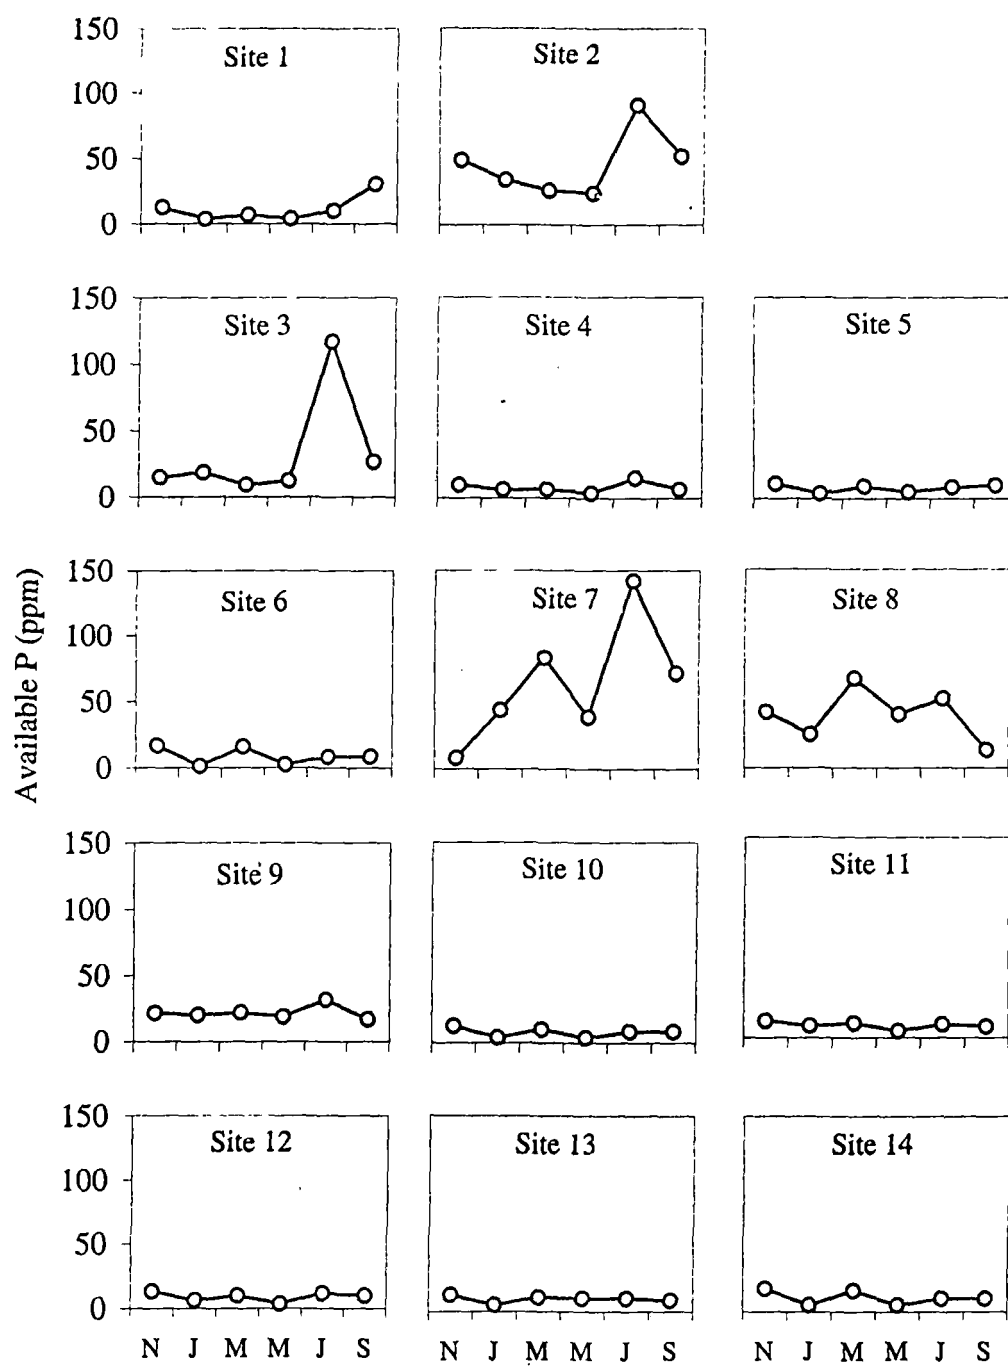 150
100
50
0
Site 1
Site 2
150
100
50
0
Site 3
Site 4
Site 5
Available P (ppm)
150
100
50
0
Site 6
Site 7
Site 8
150
100
50
0
Site 9
Site 10
Site 11
150
100
50
0
Site 12
Site 13
Site 14
N J M M J S
N J M M J S
N J M M J S